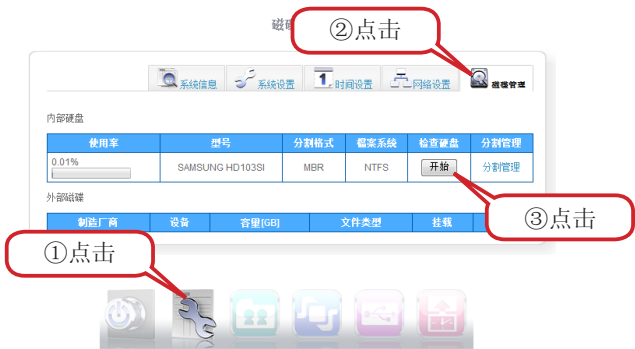 磁
②点击
系统信息 系统设置 1. 时间设置 网络设置 磁碟管理
内部硬盘
使用率 型号 分割格式 檔案系统 检查硬盘 分割管理
0.01% SAMSUNG HD103SI MBR NTFS 开始 分割管理
外部磁碟
制造厂商 设备 容里[GB] 文件类型 挂载
③点击
①点击